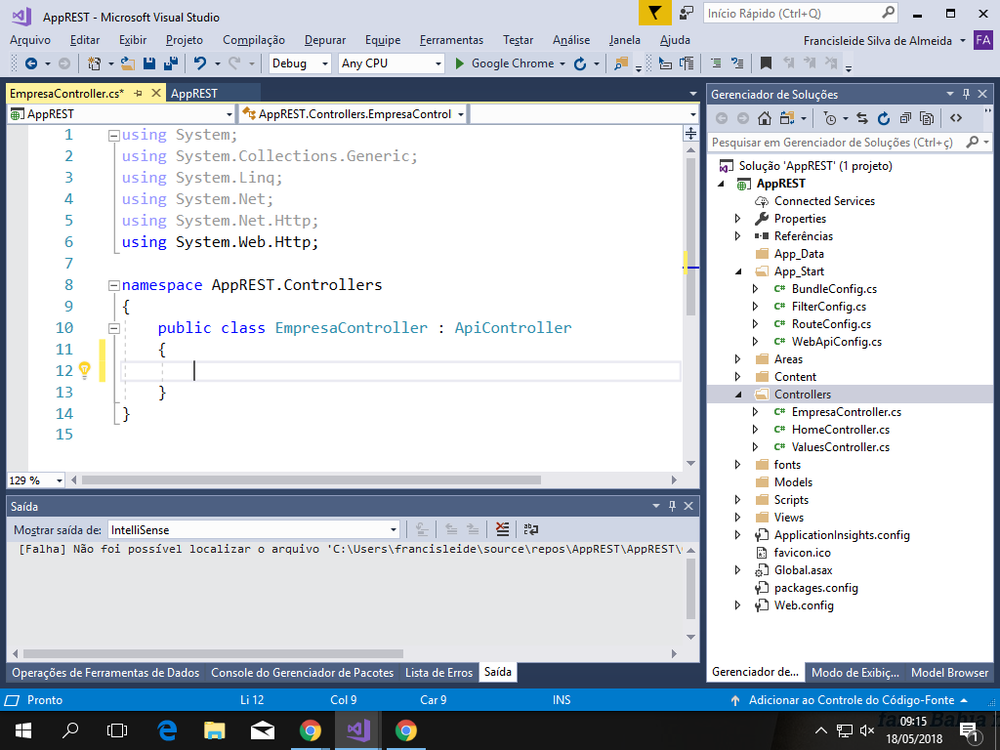 AppREST - Microsoft Visual Studio
Início Rápido (Ctrl+Q)
Arquivo Editar Exibir Projeto Compilação Depurar Equipe Ferramentas Testar Análise Janela Ajuda
Francisleide Silva de Almeida FA
Debug Any CPU Google Chrome
EmpresaController.cs* AppREST
AppREST AppREST.Controllers.EmpresaControl
1 using System;
2 using System.Collections.Generic;
3 using System.Linq;
4 using System.Net;
5 using System.Net.Http;
6 using System.Web.Http;
7
8 namespace AppREST.Controllers
9 {
10 public class EmpresaController : ApiController
11 {
12
13 }
14 }
15
129 %
Saída
Mostrar saída de: IntelliSense
[Falha] Não foi possível localizar o arquivo 'C:\Users\francisleide\source\repos\AppREST\AppREST\
Operações de Ferramentas de Dados Console do Gerenciador de Pacotes Lista de Erros Saída
Gerenciador de Soluções
Pesquisar em Gerenciador de Soluções (Ctrl+ç)
Solução 'AppREST' (1 projeto)
AppREST
Connected Services
Properties
Referências
App_Data
App_Start
C# BundleConfig.cs
C# FilterConfig.cs
C# RouteConfig.cs
C# WebApiConfig.cs
Areas
Content
Controllers
C# EmpresaController.cs
C# HomeController.cs
C# ValuesController.cs
fonts
Models
Scripts
Views
ApplicationInsights.config
favicon.ico
Global.asax
packages.config
Web.config
Gerenciador de... Modo de Exibiç... Model Browser
Pronto Li 12 Col 9 Car 9 INS Adicionar ao Controle do Código-Fonte
09:15
18/05/2018
1